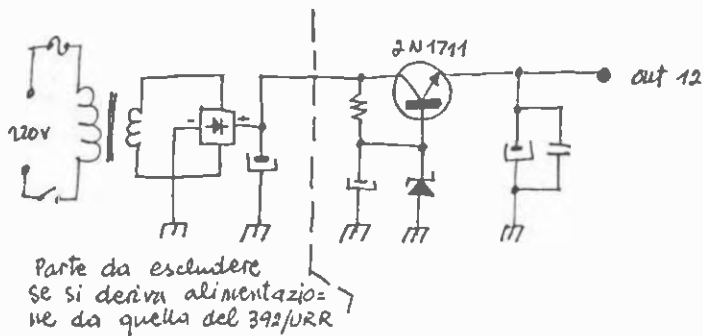 2N1711
out 12
220V
- +
Parte da escludere
se si deriva alimentazio=
ne da quella del 392/URR